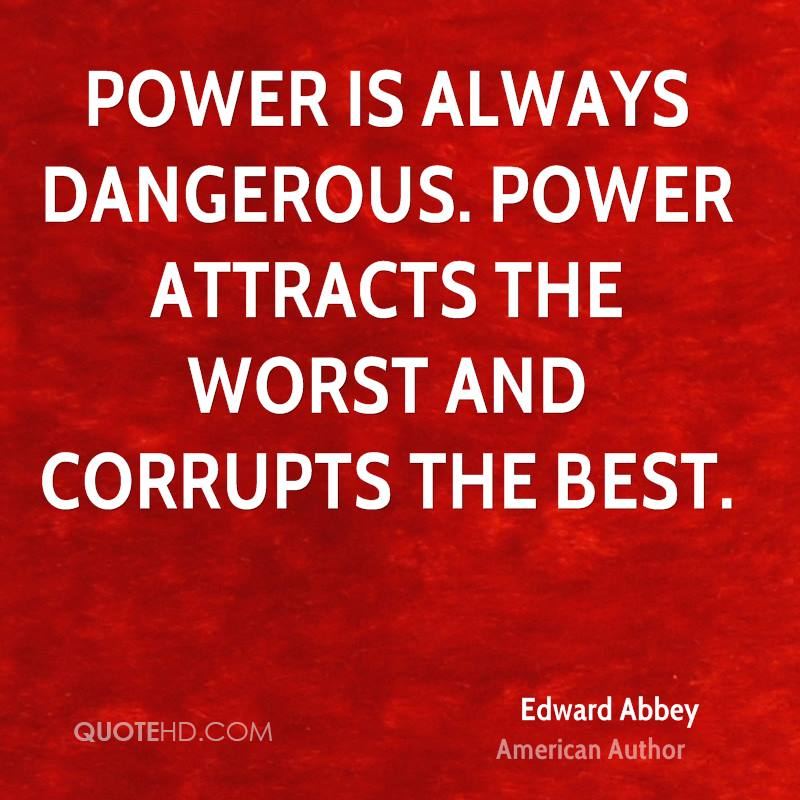 POWER IS ALWAYS
DANGEROUS. POWER
ATTRACTS THE
WORST AND
CORRUPTS THE BEST.
Edward Abbey
QUOTEHD.COM
American Author